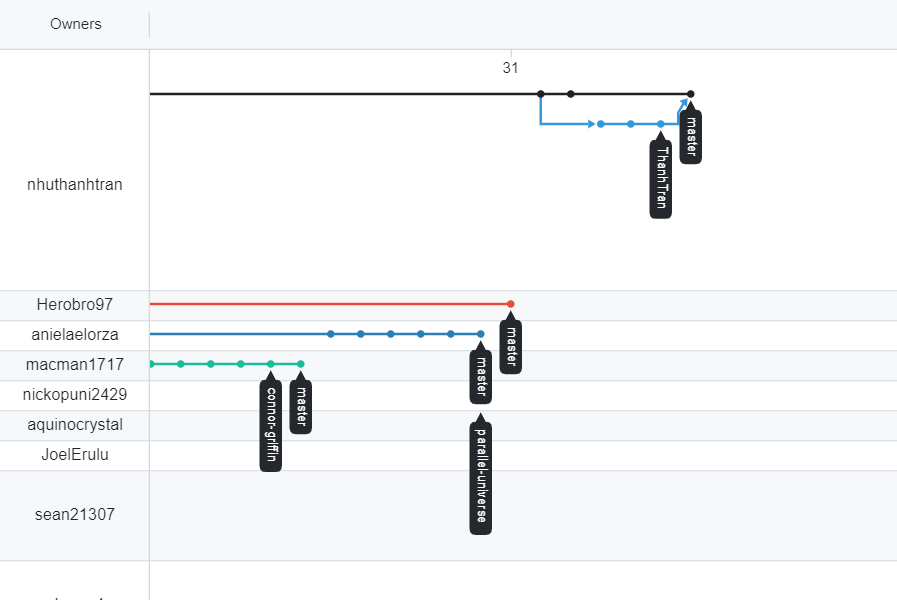 Owners
31
nhuthanhtran
master
ThanhTran
Herobro97
anielaelorza
master
macman1717
master
nickopuni2429
connor-griffin
master
aquinocrystal
JoelErulu
parallel-universe
sean21307